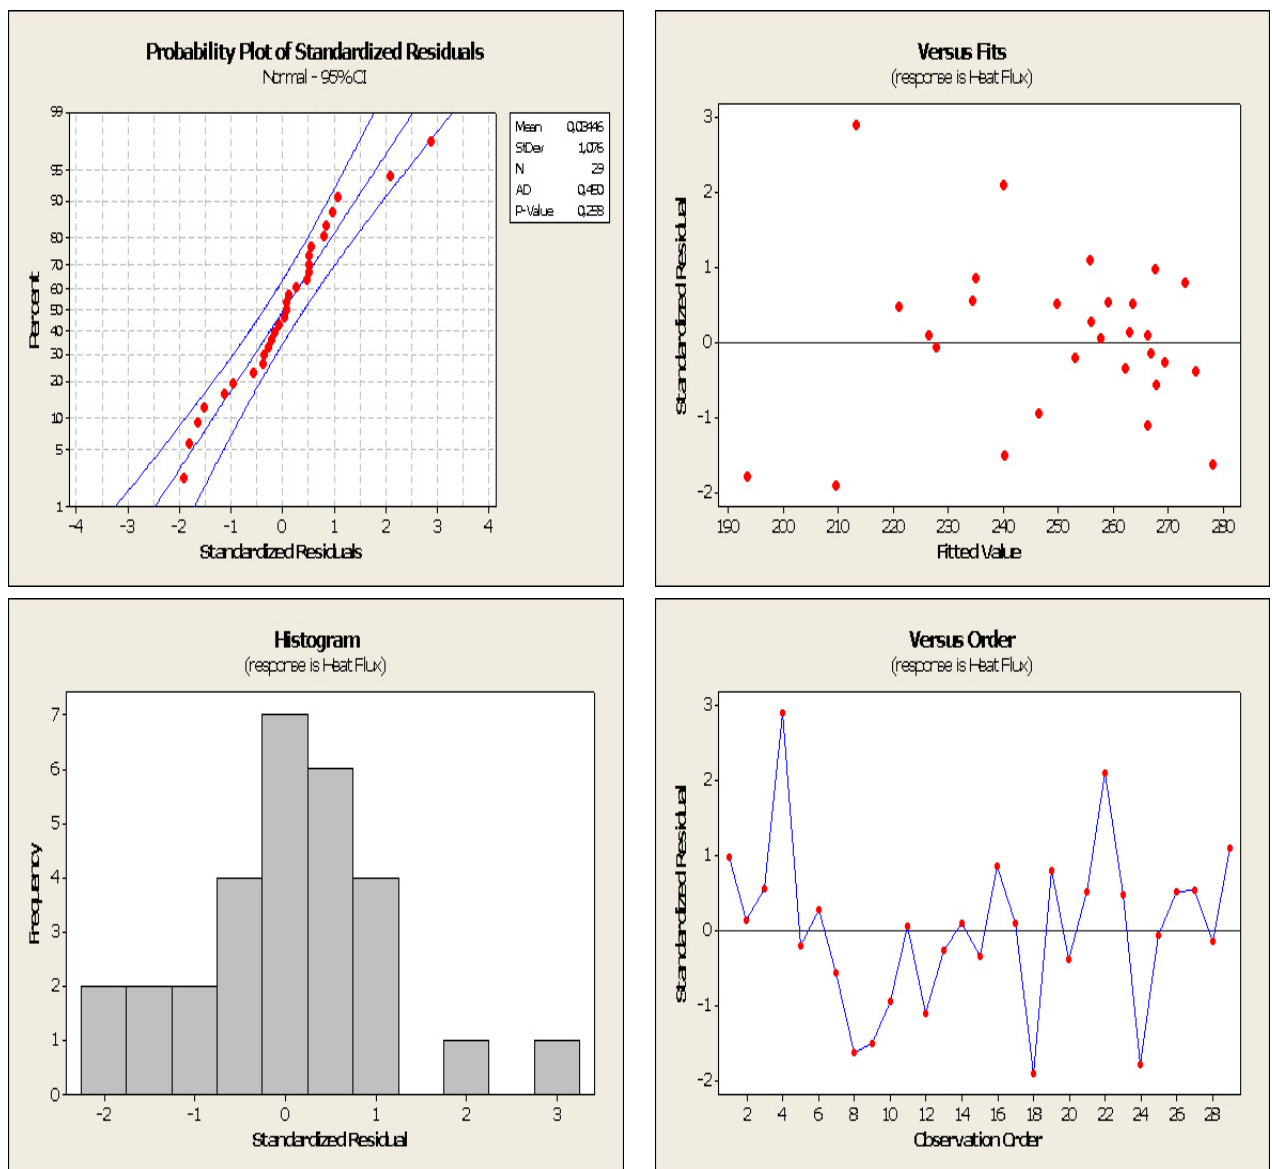 Probability Plot of Standardized Residuals
Normal - 95% CI
99
95
90
80
70
60
50
40
30
20
10
5
1
Percent
-4 -3 -2 -1 0 1 2 3 4
Standardized Residuals
Mean 0,03446
StDev 1,076
N 29
AD 0,460
P-Value
Versus Fits
(response is Heat Flux)
3
2
1
0
-1
-2
Standardized Residual
190 200 210 220 230 240 250 260 270 280
Fitted Value
Histogram
(response is Heat Flux)
7
6
5
4
3
2
1
0
Frequency
-2 -1 0 1 2 3
Standardized Residual
Versus Order
(response is Heat Flux)
3
2
1
0
-1
-2
Standardized Residual
2 4 6 8 10 12 14 16 18 20 22 24 26 28
Observation Order